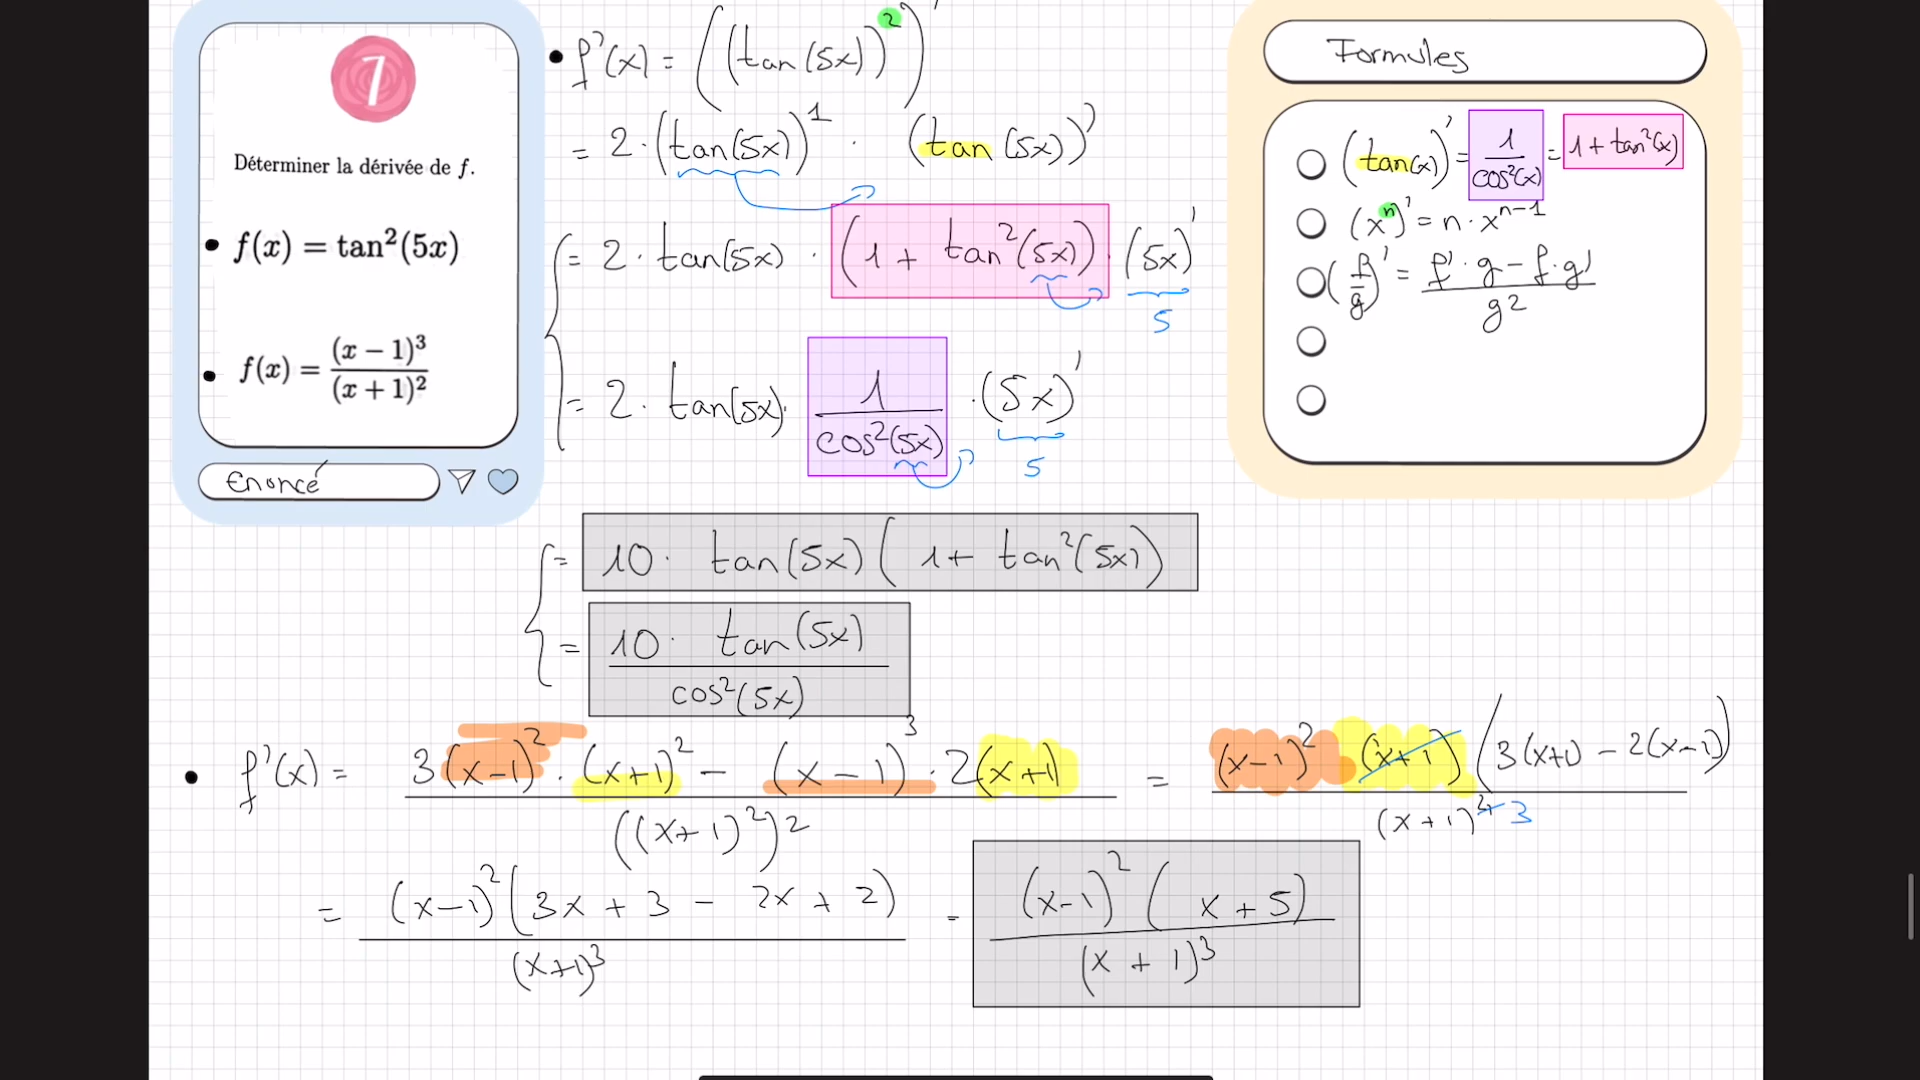 7
Déterminer la dérivée de f.
• f(x) = tan²(5x)
• f(x) = (x − 1)³ / (x + 1)²
Enoncé
• f'(x) = ((tan(5x))²)'
= 2·(tan(5x))¹ · (tan(5x))'
= 2 · tan(5x) · (1 + tan²(5x)) · (5x)'
5
= 2 · tan(5x) · 1 / cos²(5x) · (5x)'
5
= 10 · tan(5x) (1 + tan²(5x))
= 10 · tan(5x) / cos²(5x)
Formules
(tan(x))' = 1 / cos²(x) = 1 + tan²(x)
(xⁿ)' = n · xⁿ⁻¹
(f/g)' = (f' · g − f · g') / g²
• f'(x) = 3(x−1)² · (x+1)² − (x−1)³ · 2(x+1) / ((x+1)²)² = (x−1)² (x+1) (3(x+1) − 2(x−1)) / (x+1)⁴ 3
= (x−1)² (3x + 3 − 2x + 2) / (x+1)³ = (x−1)² (x + 5) / (x + 1)³